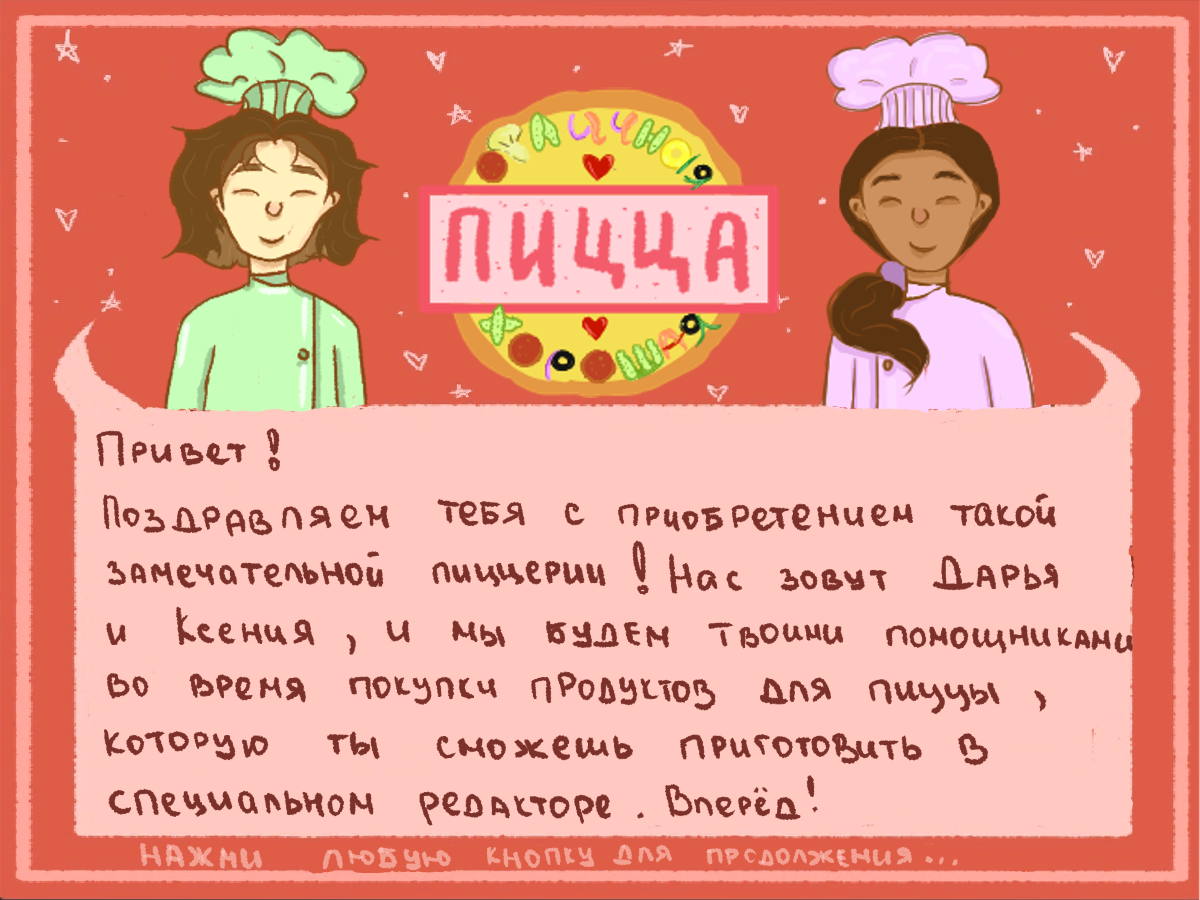 ОТЛИЧНАЯ
ПИЦЦА
ХОРОШАЯ
Привет!
Поздравляем тебя с приобретением такой
замечательной пиццерии! Нас зовут Дарья
и Ксения, и мы будем твоими помощниками
во время покупки продуктов для пиццы,
которую ты сможешь приготовить в
специальном редакторе. Вперёд!
НАЖМИ ЛЮБУЮ КНОПКУ ДЛЯ ПРОДОЛЖЕНИЯ...